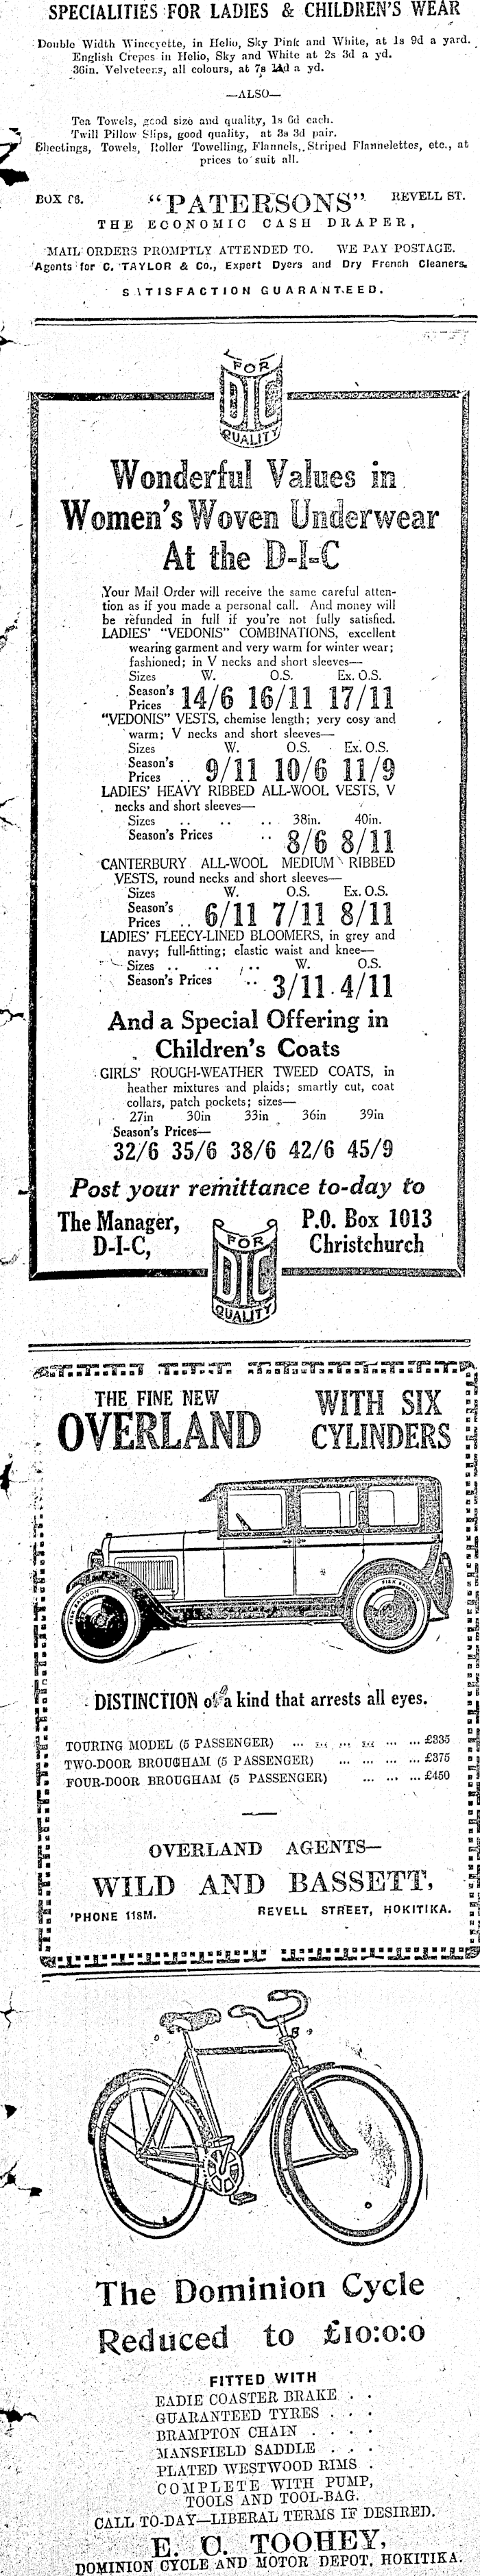 SPECIALITIES FOR LADIES & CHILDREN'S WEAR
Double Width Winceyette, in Helio, Sky Pink and White, at 1s 9d a yard.
English Crepes in Helio, Sky and White at 2s 3d a yd.
36in. Velveteens, all colours, at 7s a yd.
—ALSO—
Tea Towels, good size and quality, 1s 6d each.
Twill Pillow Slips, good quality, at 3s 3d pair.
Sheetings, Towels, Roller Towelling, Flannels, Striped Flannelettes, etc., at
prices to suit all.
BOX "PATERSONS" REVELL ST.
THE ECONOMIC CASH DRAPER,
MAIL ORDERS PROMPTLY ATTENDED TO. WE PAY POSTAGE.
Agents for C. TAYLOR & Co., Expert Dyers and Dry French Cleaners.
SATISFACTION GUARANTEED.
FOR
DIC
QUALITY
Wonderful Values in
Women's Woven Underwear
At the D-I-C
Your Mail Order will receive the same careful atten-
tion as if you made a personal call. And money will
be refunded in full if you're not fully satisfied.
LADIES' "VEDONIS" COMBINATIONS, excellent
wearing garment and very warm for winter wear;
fashioned; in V necks and short sleeves—
Sizes W. O.S. Ex. O.S.
Season's Prices 14/6 16/11 17/11
"VEDONIS" VESTS, chemise length; very cosy and
warm; V necks and short sleeves—
Sizes W. O.S. Ex. O.S.
Season's Prices .. 9/11 10/6 11/9
LADIES' HEAVY RIBBED ALL-WOOL VESTS, V
necks and short sleeves—
Sizes .. .. .. 38in. 40in.
Season's Prices .. 8/6 8/11
CANTERBURY ALL-WOOL MEDIUM RIBBED
VESTS, round necks and short sleeves—
Sizes W. O.S. Ex. O.S.
Season's Prices .. 6/11 7/11 8/11
LADIES' FLEECY-LINED BLOOMERS, in grey and
navy; full-fitting; elastic waist and knee—
Sizes .. .. .. W. O.S.
Season's Prices .. 3/11 4/11
And a Special Offering in
Children's Coats
GIRLS' ROUGH-WEATHER TWEED COATS, in
heather mixtures and plaids; smartly cut, coat
collars, patch pockets; sizes—
27in 30in 33in 36in 39in
Season's Prices—
32/6 35/6 38/6 42/6 45/9
Post your remittance to-day to
The Manager, P.O. Box 1013
D-I-C, Christchurch
FOR
DIC
QUALITY
THE FINE NEW WITH SIX
OVERLAND CYLINDERS
DISTINCTION of a kind that arrests all eyes.
TOURING MODEL (5 PASSENGER) ... ... ... ... ... ... £335
TWO-DOOR BROUGHAM (5 PASSENGER) ... ... ... ... £375
FOUR-DOOR BROUGHAM (5 PASSENGER) ... ... ... £450
OVERLAND AGENTS—
WILD AND BASSETT,
'PHONE 118M. REVELL STREET, HOKITIKA.
The Dominion Cycle
Reduced to £10:0:0
FITTED WITH
EADIE COASTER BRAKE . .
GUARANTEED TYRES . . .
BRAMPTON CHAIN . . . .
MANSFIELD SADDLE . . .
PLATED WESTWOOD RIMS .
COMPLETE WITH PUMP,
TOOLS AND TOOL-BAG.
CALL TO-DAY—LIBERAL TERMS IF DESIRED.
E. C. TOOHEY,
DOMINION CYCLE AND MOTOR DEPOT, HOKITIKA.